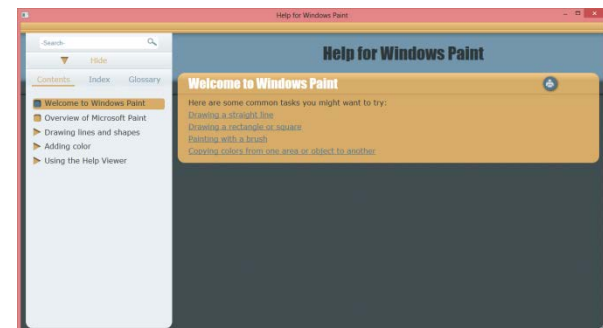 Help for Windows Paint
-Search-
Hide
Contents Index Glossary
Welcome to Windows Paint
Overview of Microsoft Paint
Drawing lines and shapes
Adding color
Using the Help Viewer
Help for Windows Paint
Welcome to Windows Paint
Here are some common tasks you might want to try:
Drawing a straight line
Drawing a rectangle or square
Painting with a brush
Copying colors from one area or object to another